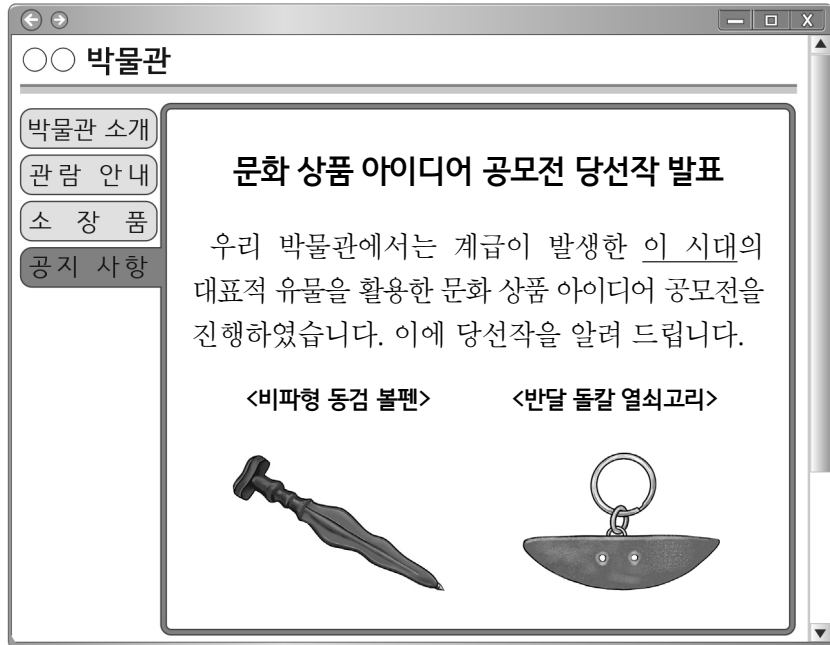 ○○ 박물관
박물관 소개
관람 안내
소장품
공지 사항
문화 상품 아이디어 공모전 당선작 발표
우리 박물관에서는 계급이 발생한 이 시대의
대표적 유물을 활용한 문화 상품 아이디어 공모전을
진행하였습니다. 이에 당선작을 알려 드립니다.
<비파형 동검 볼펜> <반달 돌칼 열쇠고리>